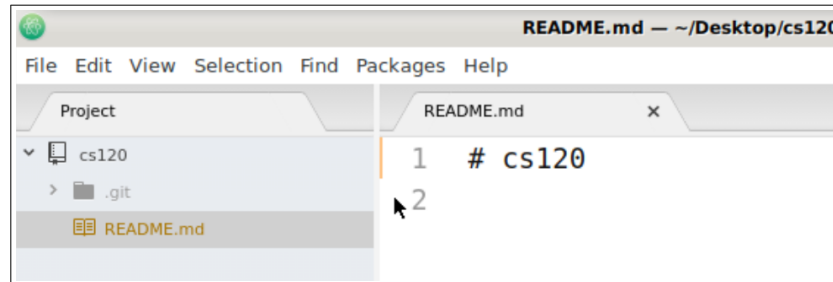 README.md — ~/Desktop/cs120
File Edit View Selection Find Packages Help
Project
README.md
cs120
.git
README.md
1 # cs120
2